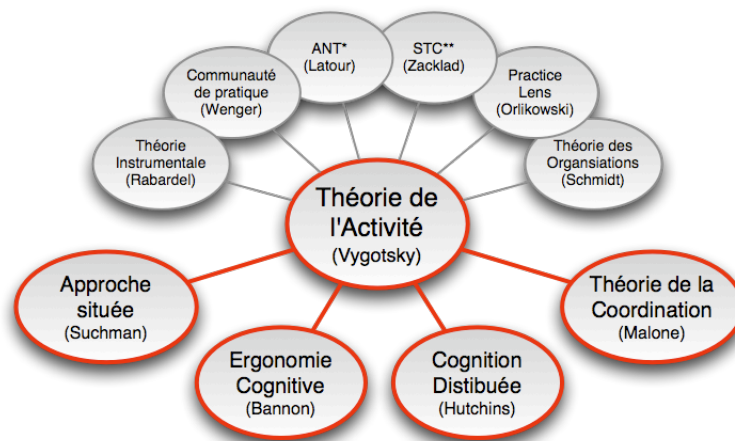 ANT*
(Latour)
STC**
(Zacklad)
Communauté
de pratique
(Wenger)
Practice
Lens
(Orlikowski)
Théorie
Instrumentale
(Rabardel)
Théorie des
Organsiations
(Schmidt)
Théorie de
l'Activité
(Vygotsky)
Approche
située
(Suchman)
Théorie de la
Coordination
(Malone)
Ergonomie
Cognitive
(Bannon)
Cognition
Distibuée
(Hutchins)